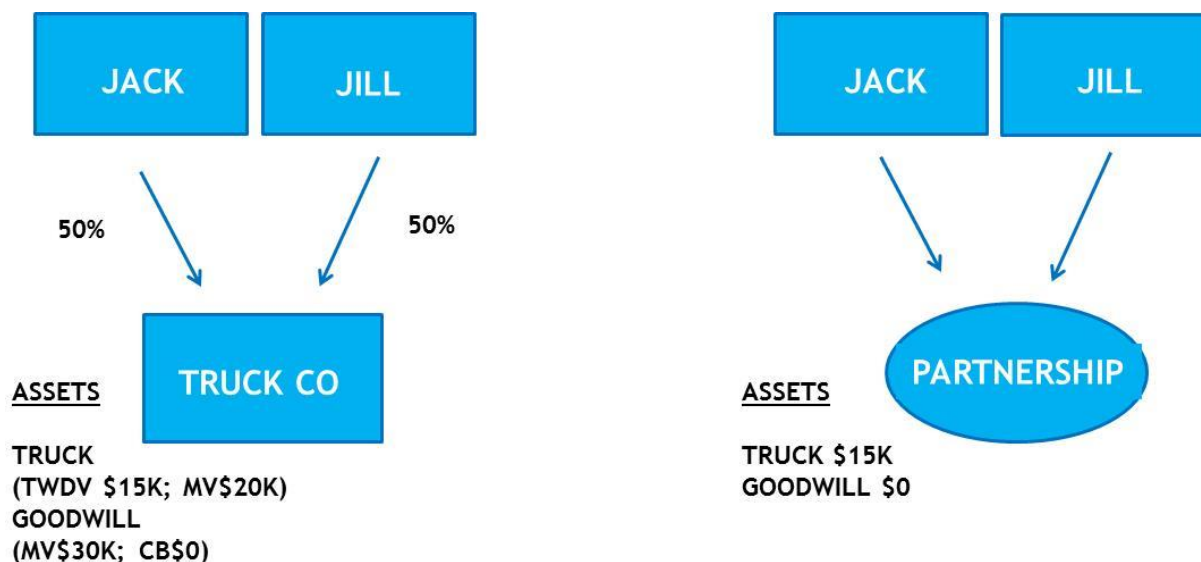 JACK
JILL
50%
50%
TRUCK CO
ASSETS
TRUCK
(TWDV $15K; MV$20K)
GOODWILL
(MV$30K; CB$0)
JACK
JILL
PARTNERSHIP
ASSETS
TRUCK $15K
GOODWILL $0